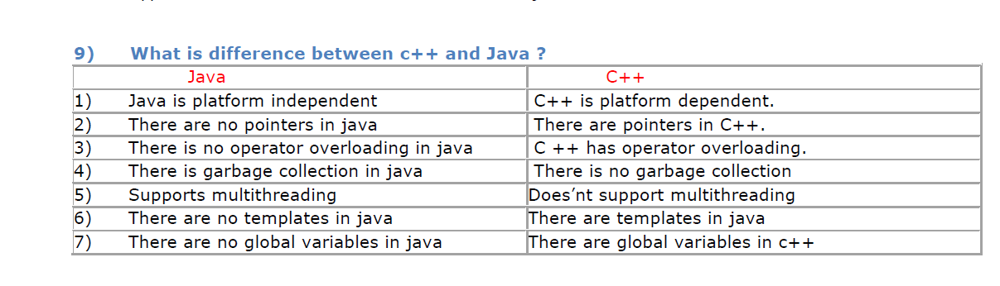 9) What is difference between c++ and Java ?
Java C++
1) Java is platform independent C++ is platform dependent.
2) There are no pointers in java There are pointers in C++.
3) There is no operator overloading in java C ++ has operator overloading.
4) There is garbage collection in java There is no garbage collection
5) Supports multithreading Does’nt support multithreading
6) There are no templates in java There are templates in java
7) There are no global variables in java There are global variables in c++